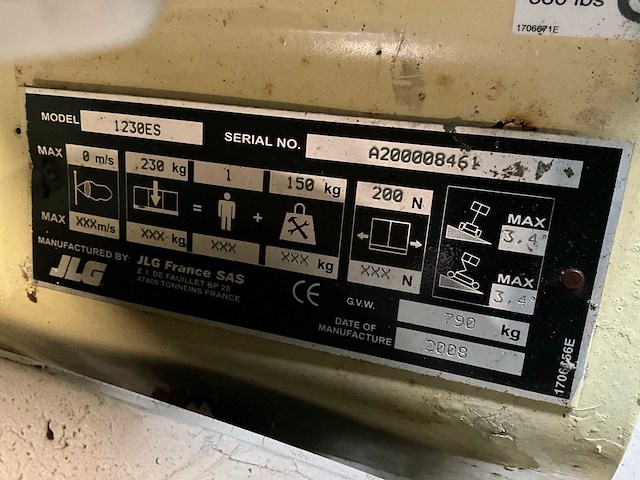 680 lbs
1706671E
MODEL 1230ES
SERIAL NO. A200008461
MAX 0 m/s 230 kg 1 150 kg 200 N
= +
MAX XXXm/s XXX kg XXX XXX kg XXX N
MAX 3,4°
MAX 3,4°
MANUFACTURED BY:
JLG JLG France SAS
Z. I. DE FAUILLET BP 20
47400 TONNEINS FRANCE
CE
G.V.W. 790 kg
DATE OF MANUFACTURE 2008
1706456E